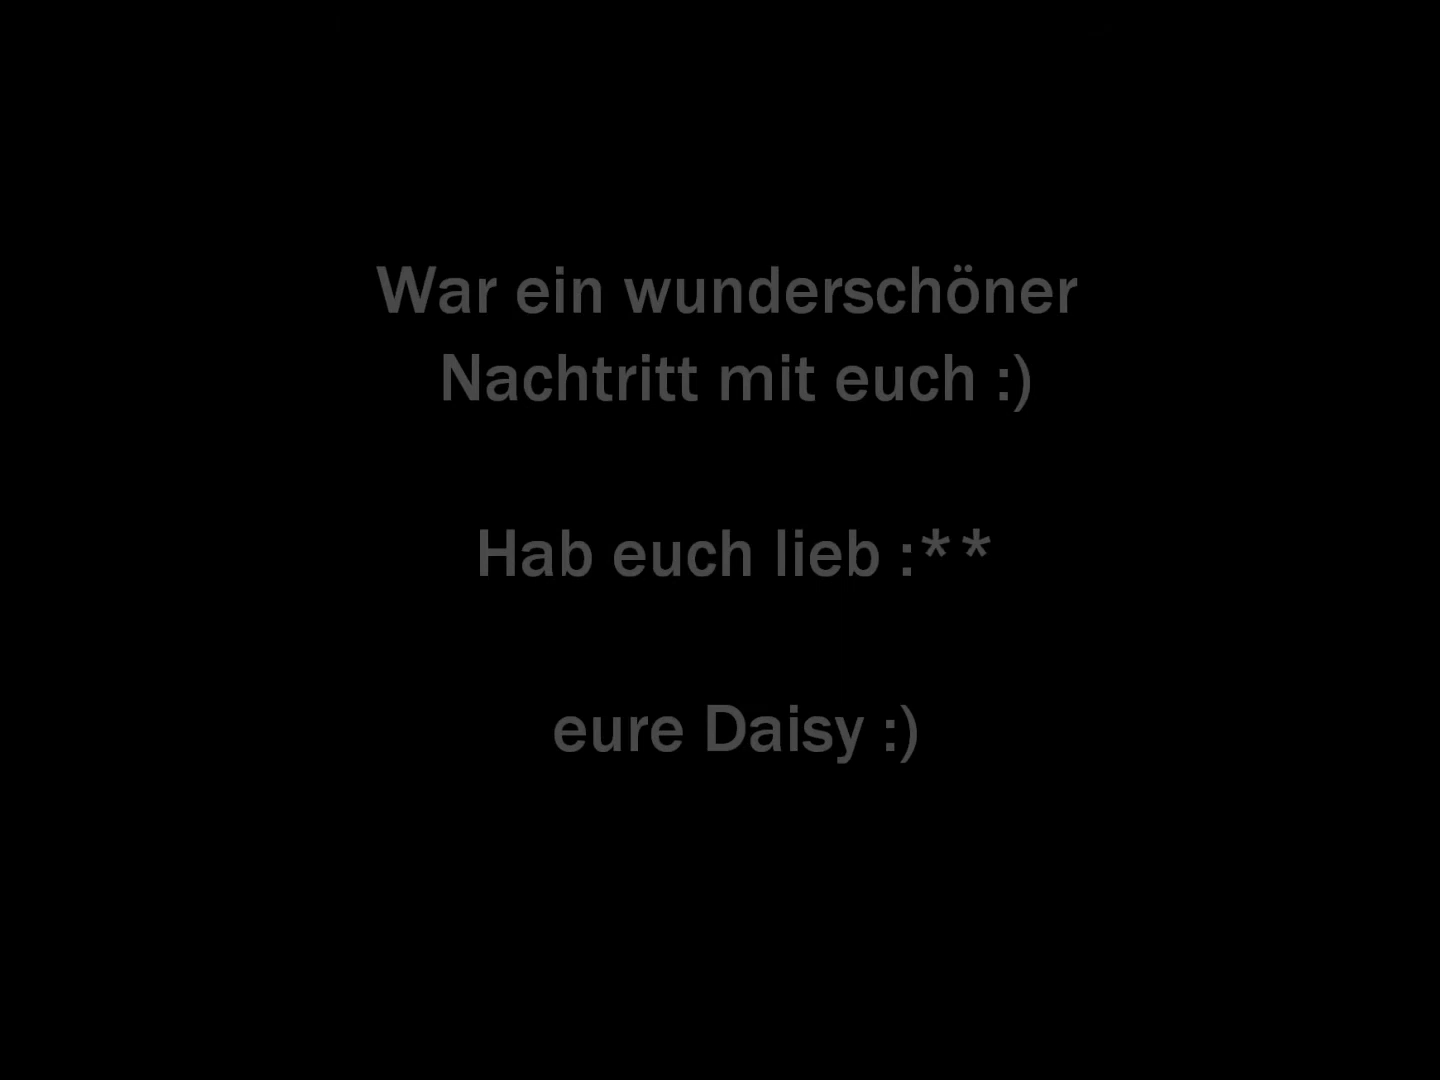 War ein wunderschöner
Nachtritt mit euch :)
Hab euch lieb :**
eure Daisy :)